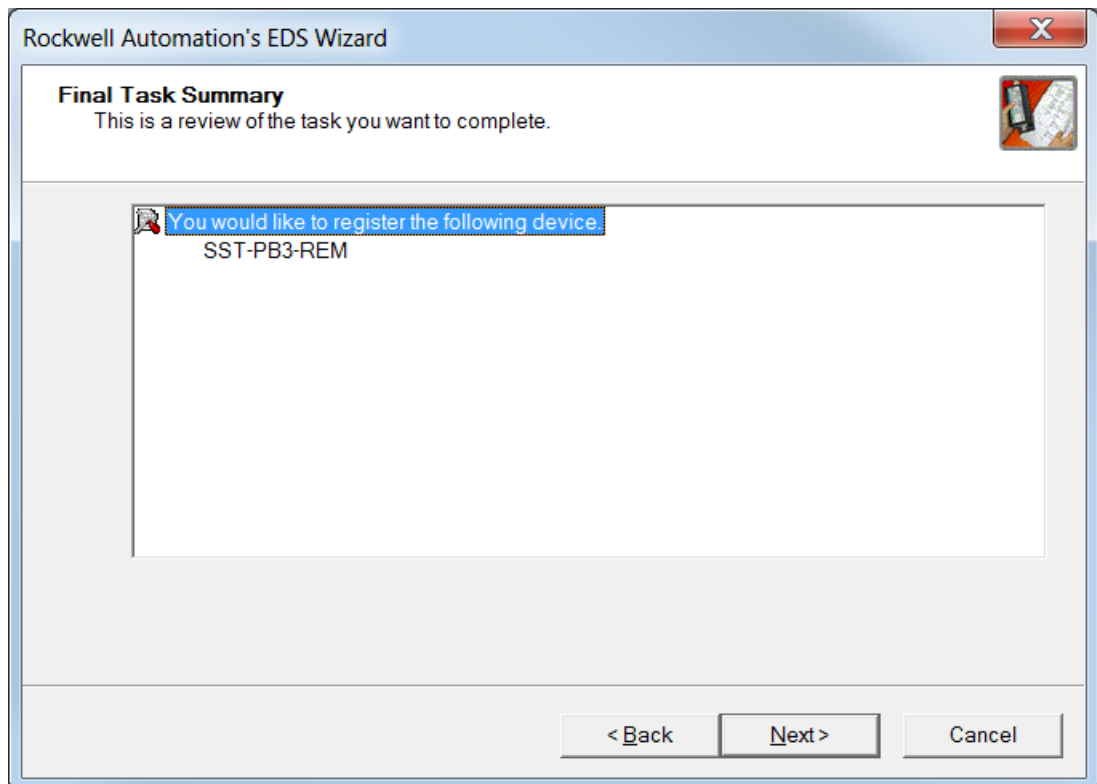 Rockwell Automation's EDS Wizard
Final Task Summary
This is a review of the task you want to complete.
You would like to register the following device.
SST-PB3-REM
< Back
Next >
Cancel